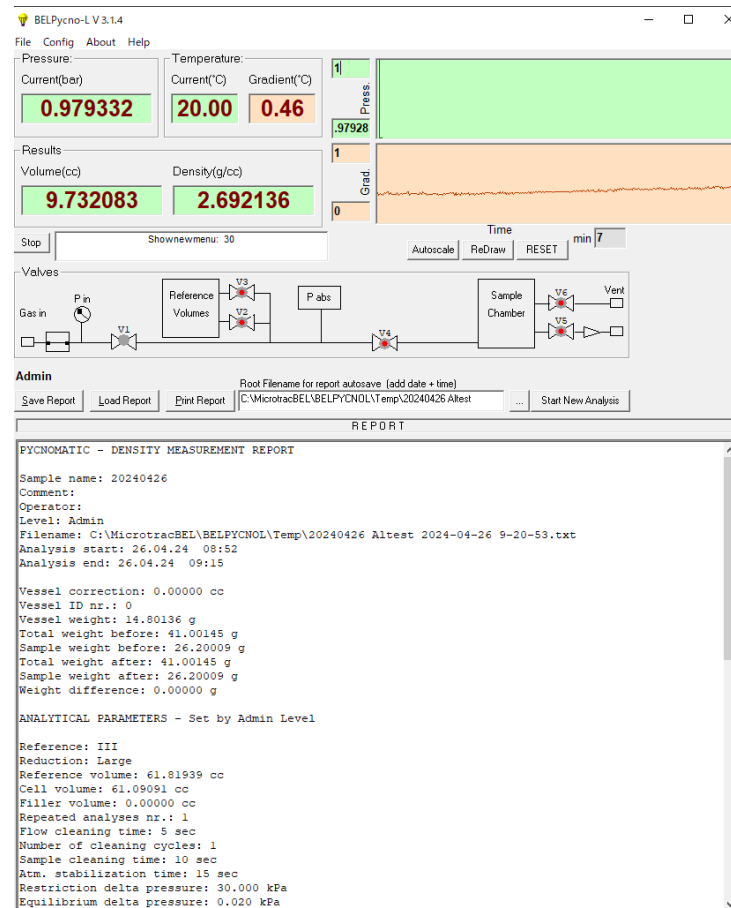 BELPycno-L V 3.1.4
File Config About Help
Pressure:
Current(bar)
0.979332
Temperature:
Current(°C) Gradient(°C)
20.00 0.46
1
Press.
.97928
Results
Volume(cc) Density(g/cc)
9.732083 2.692136
1
Grad.
0
Stop
Shownewmenu: 30
Time
Autoscale ReDraw RESET
min 7
Valves
Gas in
P in
V1
Reference
Volumes
V3
V2
P abs
V4
Sample
Chamber
V6
V5
Vent
Admin
Root Filename for report autosave (add date + time)
Save Report Load Report Print Report C:\MicrotracBEL\BELPYCNOL\Temp\20240426 Altest ... Start New Analysis
REPORT
PYCNOMATIC - DENSITY MEASUREMENT REPORT
Sample name: 20240426
Comment:
Operator:
Level: Admin
Filename: C:\MicrotracBEL\BELPYCNOL\Temp\20240426 Altest 2024-04-26 9-20-53.txt
Analysis start: 26.04.24 08:52
Analysis end: 26.04.24 09:15
Vessel correction: 0.00000 cc
Vessel ID nr.: 0
Vessel weight: 14.80136 g
Total weight before: 41.00145 g
Sample weight before: 26.20009 g
Total weight after: 41.00145 g
Sample weight after: 26.20009 g
Weight difference: 0.00000 g
ANALYTICAL PARAMETERS - Set by Admin Level
Reference: III
Reduction: Large
Reference volume: 61.81939 cc
Cell volume: 61.09091 cc
Filler volume: 0.00000 cc
Repeated analyses nr.: 1
Flow cleaning time: 5 sec
Number of cleaning cycles: 1
Sample cleaning time: 10 sec
Atm. stabilization time: 15 sec
Restriction delta pressure: 30.000 kPa
Equilibrium delta pressure: 0.020 kPa